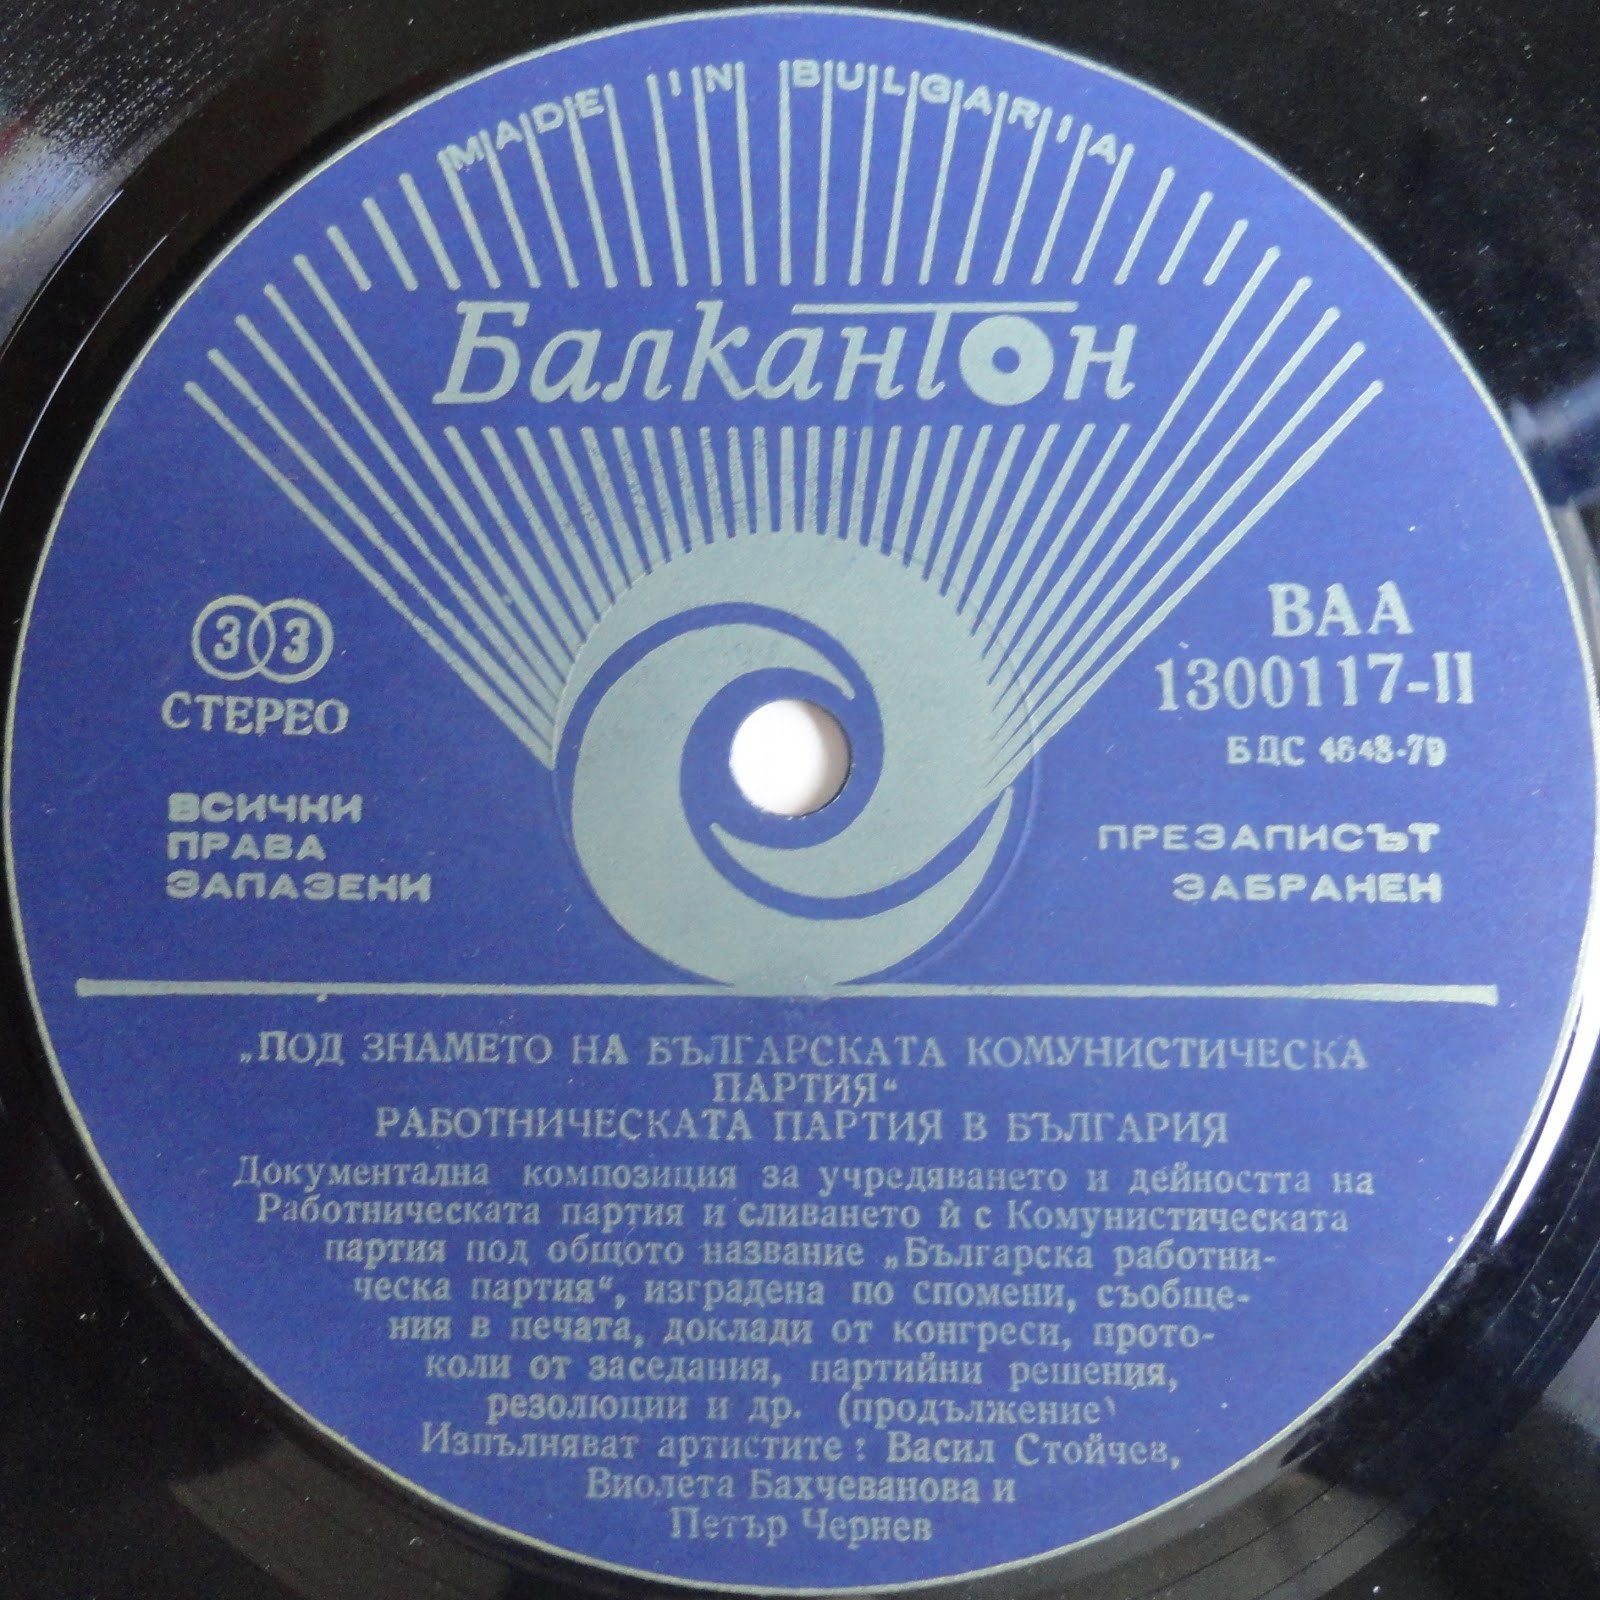 MADE IN BULGARIA
Балкантон
33
СТЕРЕО
ВСИЧКИ
ПРАВА
ЗАПАЗЕНИ
ВАА
1300117-II
БДС 4648-79
ПРЕЗАПИСЪТ
ЗАБРАНЕН
„ПОД ЗНАМЕТО НА БЪЛГАРСКАТА КОМУНИСТИЧЕСКА
ПАРТИЯ“
РАБОТНИЧЕСКАТА ПАРТИЯ В БЪЛГАРИЯ
Документална композиция за учредяването и дейността на
Работническата партия и сливането ѝ с Комунистическата
партия под общото название „Българска работни-
ческа партия“, изградена по спомени, съобще-
ния в печата, доклади от конгреси, прото-
коли от заседания, партийни решения,
резолюции и др. (продължение)
Изпълняват артистите: Васил Стойчев,
Виолета Бахчеванова и
Петър Чернев